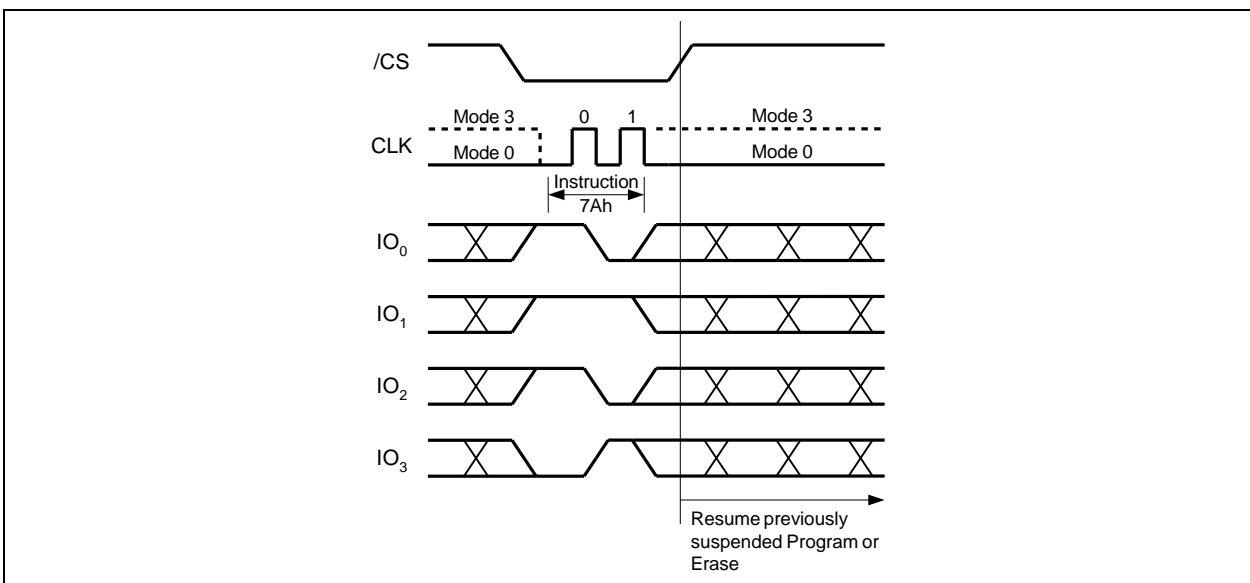 /CS
Mode 3 0 1 Mode 3
CLK
Mode 0 Mode 0
Instruction
7Ah
IO0
IO1
IO2
IO3
Resume previously
suspended Program or
Erase